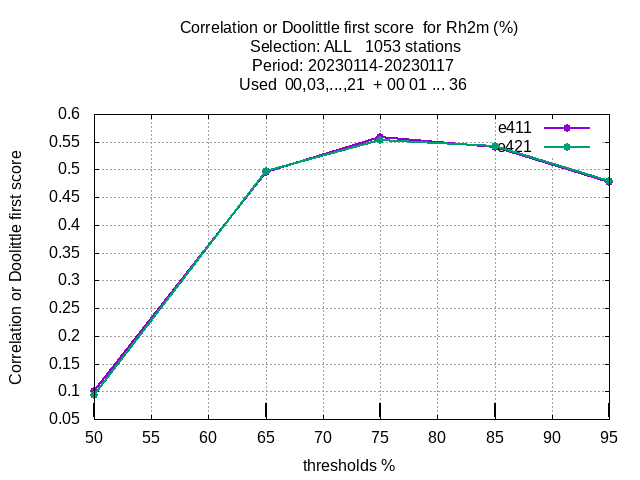 Correlation or Doolittle first score  for Rh2m (%)
Selection: ALL   1053 stations
Period: 20230114-20230117
Used  00,03,...,21  + 00 01 ... 36
Correlation or Doolittle first score
0.6
0.55
0.5
0.45
0.4
0.35
0.3
0.25
0.2
0.15
0.1
0.05
e411
e421
50 55 60 65 70 75 80 85 90 95
thresholds %